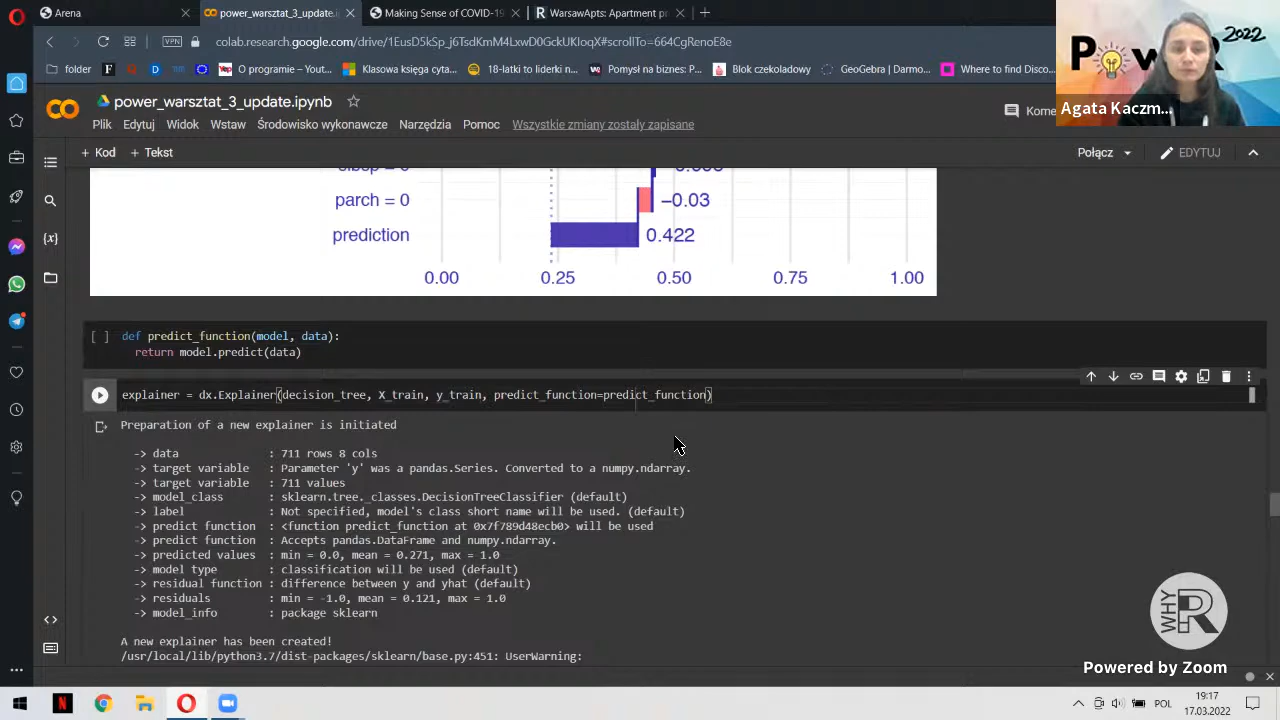 Arena
power_warsztat_3_update.ipynb
Making Sense of COVID-19
WarsawApts: Apartment pr
VPN
colab.research.google.com/drive/1EusD5kSp_j6TsdKmM4LxwD0GckUKIoqX#scrollTo=664CgRenoE8e
folder
O programie – Yout...
Klasowa księga cyta...
18-latki to liderki n...
Pomysł na biznes: P...
Blok czekoladowy
GeoGebra (Darmo...
Where to find Disco...
PoweR
2022
Agata Kaczm...
power_warsztat_3_update.ipynb
Kome
Plik Edytuj Widok Wstaw Środowisko wykonawcze Narzędzia Pomoc Wszystkie zmiany zostały zapisane
+ Kod + Tekst
Połącz
EDYTUJ
parch = 0
−0.03
prediction
0.422
0.00 0.25 0.50 0.75 1.00
[ ] def predict_function(model, data):
return model.predict(data)
explainer = dx.Explainer(decision_tree, X_train, y_train, predict_function=predict_function)
Preparation of a new explainer is initiated
-> data : 711 rows 8 cols
-> target variable : Parameter 'y' was a pandas.Series. Converted to a numpy.ndarray.
-> target variable : 711 values
-> model_class : sklearn.tree._classes.DecisionTreeClassifier (default)
-> label : Not specified, model's class short name will be used. (default)
-> predict function : <function predict_function at 0x7f789d48ecb0> will be used
-> predict function : Accepts pandas.DataFrame and numpy.ndarray.
-> predicted values : min = 0.0, mean = 0.271, max = 1.0
-> model type : classification will be used (default)
-> residual function : difference between y and yhat (default)
-> residuals : min = -1.0, mean = 0.121, max = 1.0
-> model_info : package sklearn
A new explainer has been created!
/usr/local/lib/python3.7/dist-packages/sklearn/base.py:451: UserWarning:
WHY R
Powered by Zoom
POL
19:17
17.03.2022